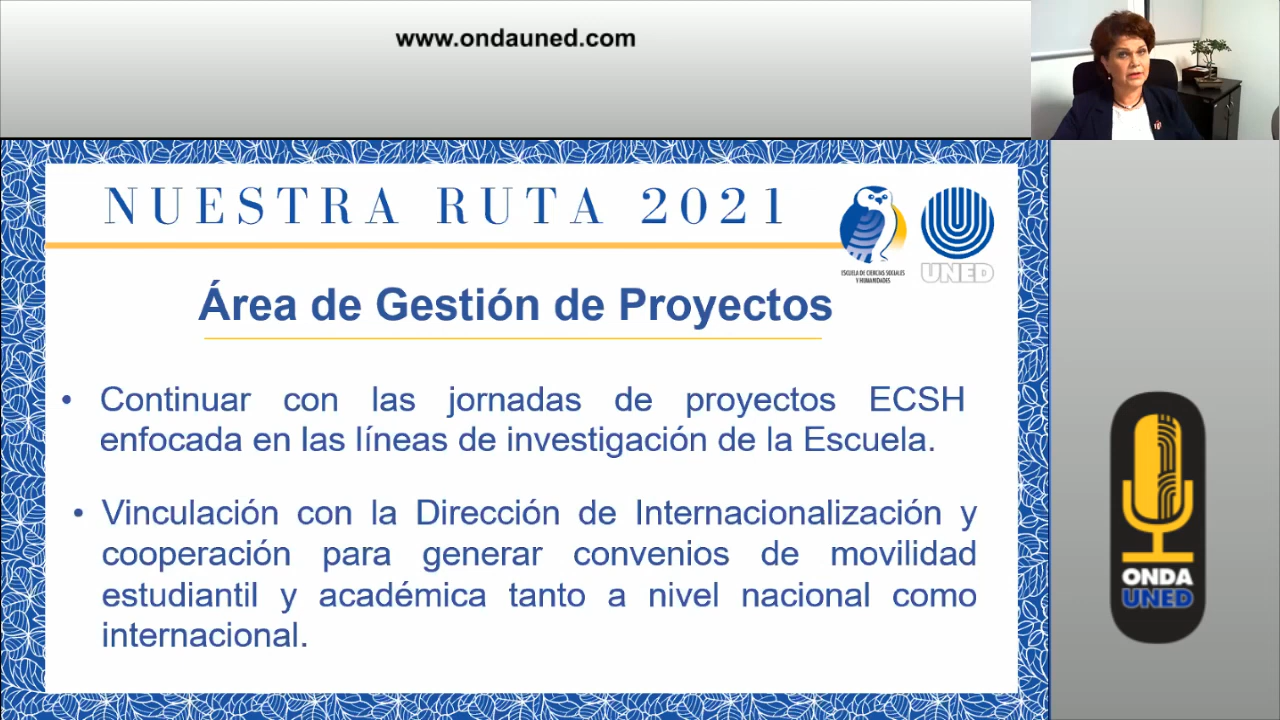 www.ondauned.com
NUESTRA RUTA 2021
ESCUELA DE CIENCIAS SOCIALES
Y HUMANIDADES
UNED
Área de Gestión de Proyectos
• Continuar con las jornadas de proyectos ECSH
enfocada en las líneas de investigación de la Escuela.
• Vinculación con la Dirección de Internacionalización y
cooperación para generar convenios de movilidad
estudiantil y académica tanto a nivel nacional como
internacional.
ONDA
UNED